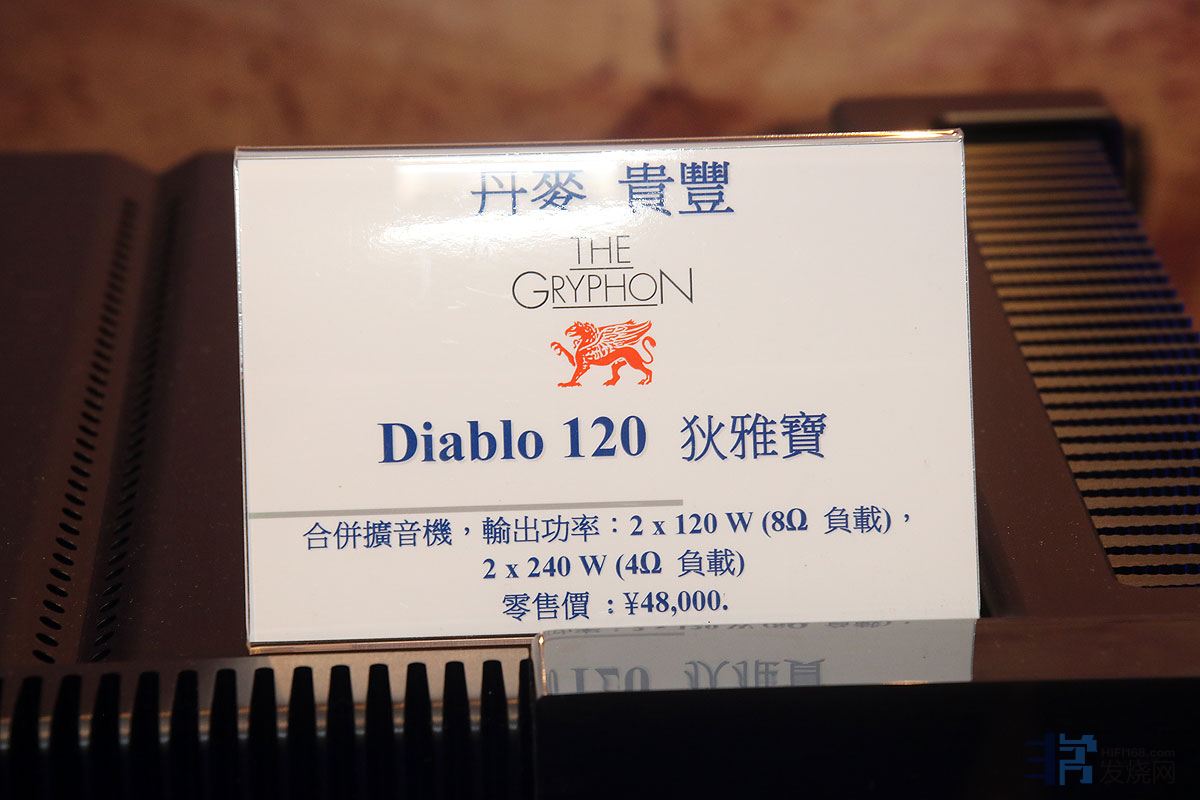 丹麥 貴豐
THE
GRYPHON
Diablo 120 狄雅寶
合併擴音機，輸出功率：2 x 120 W (8Ω 負載)，
2 x 240 W (4Ω 負載)
零售價 : ¥48,000.
HiFi168.com
发烧网